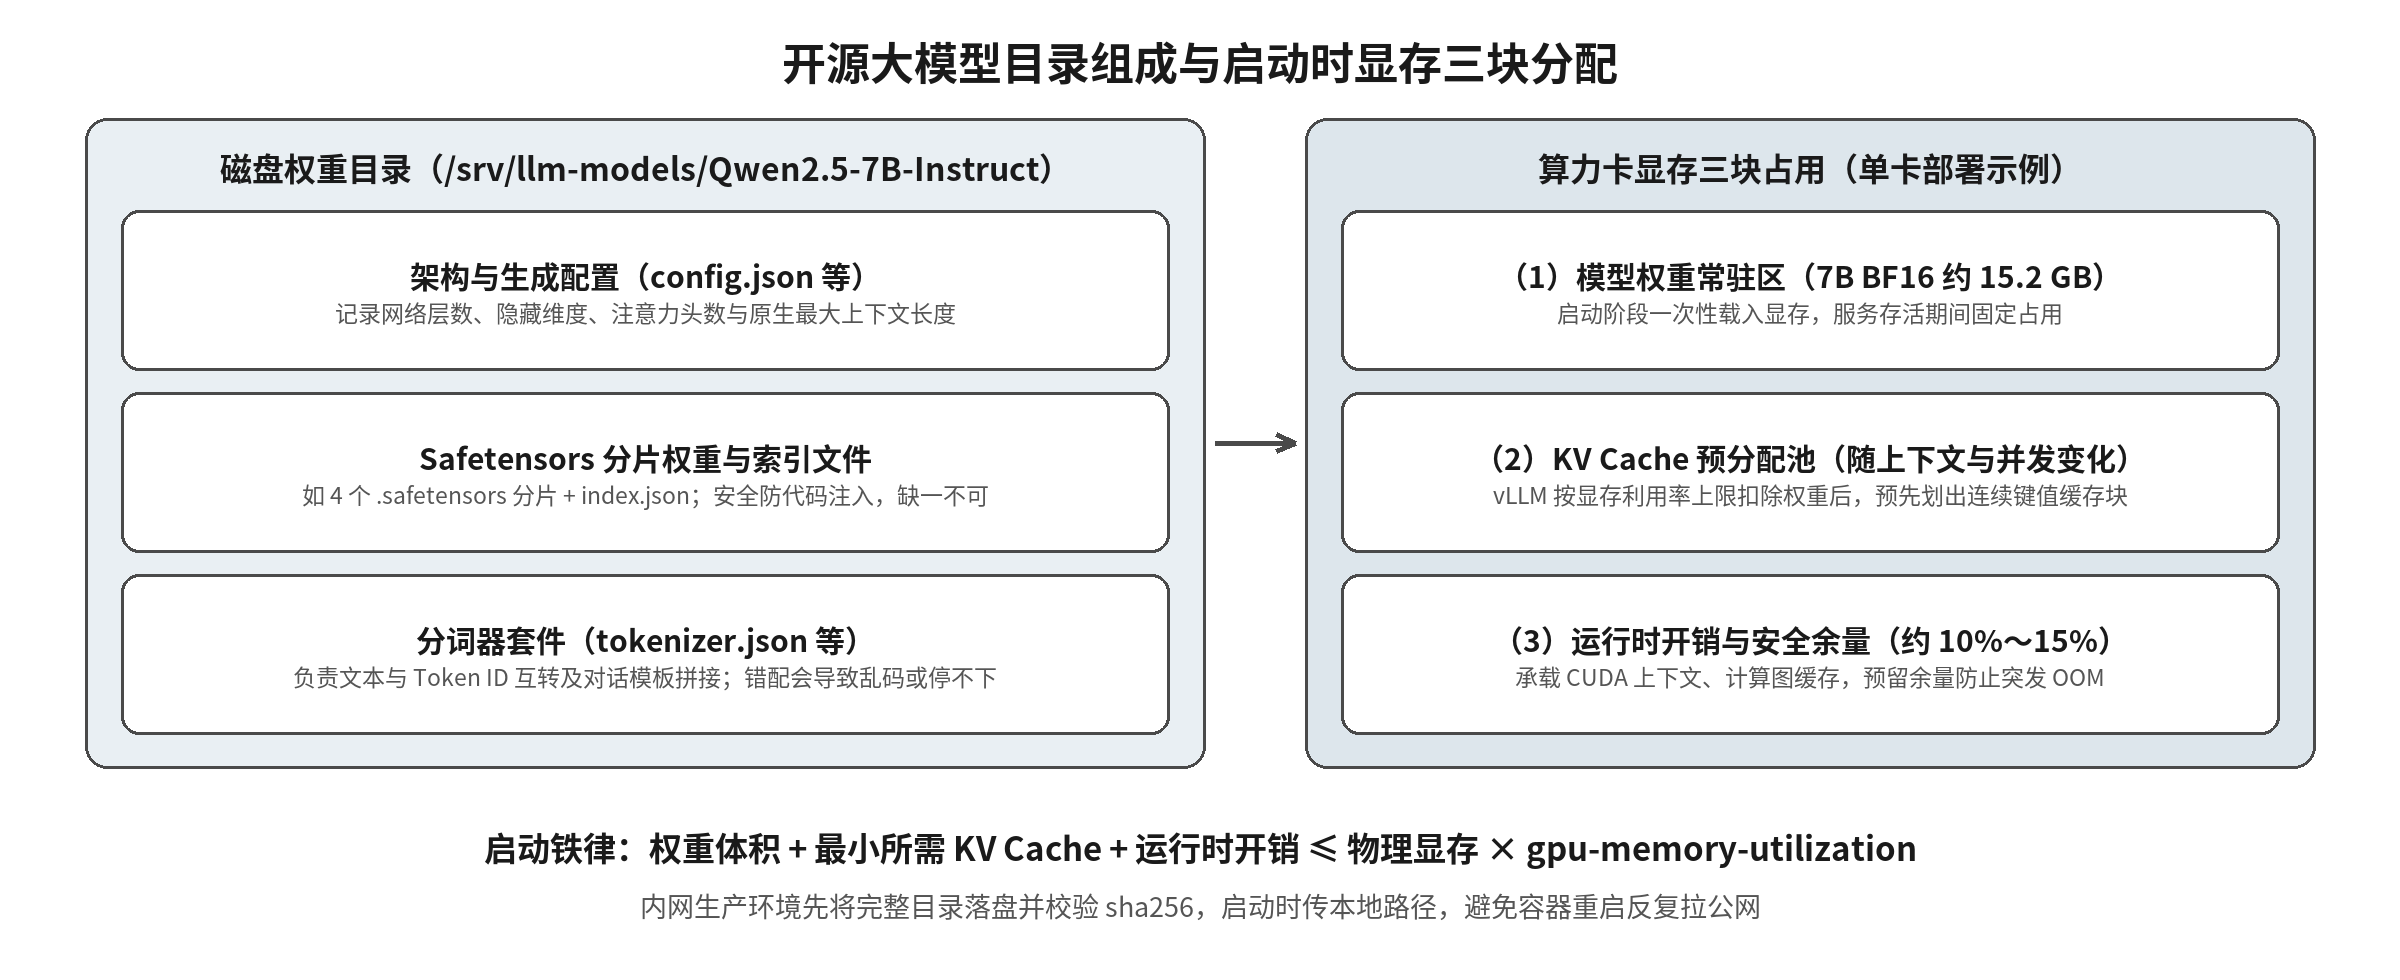 开源大模型目录组成与启动时显存三块分配
磁盘权重目录（/srv/llm-models/Qwen2.5-7B-Instruct）
架构与生成配置（config.json 等）
记录网络层数、隐藏维度、注意力头数与原生最大上下文长度
Safetensors 分片权重与索引文件
如 4 个 .safetensors 分片 + index.json；安全防代码注入，缺一不可
分词器套件（tokenizer.json 等）
负责文本与 Token ID 互转及对话模板拼接；错配会导致乱码或停不下
算力卡显存三块占用（单卡部署示例）
（1）模型权重常驻区（7B BF16 约 15.2 GB）
启动阶段一次性载入显存，服务存活期间固定占用
（2）KV Cache 预分配池（随上下文与并发变化）
vLLM 按显存利用率上限扣除权重后，预先划出连续键值缓存块
（3）运行时开销与安全余量（约 10%～15%）
承载 CUDA 上下文、计算图缓存，预留余量防止突发 OOM
启动铁律：权重体积 + 最小所需 KV Cache + 运行时开销 ≤ 物理显存 × gpu-memory-utilization
内网生产环境先将完整目录落盘并校验 sha256，启动时传本地路径，避免容器重启反复拉公网